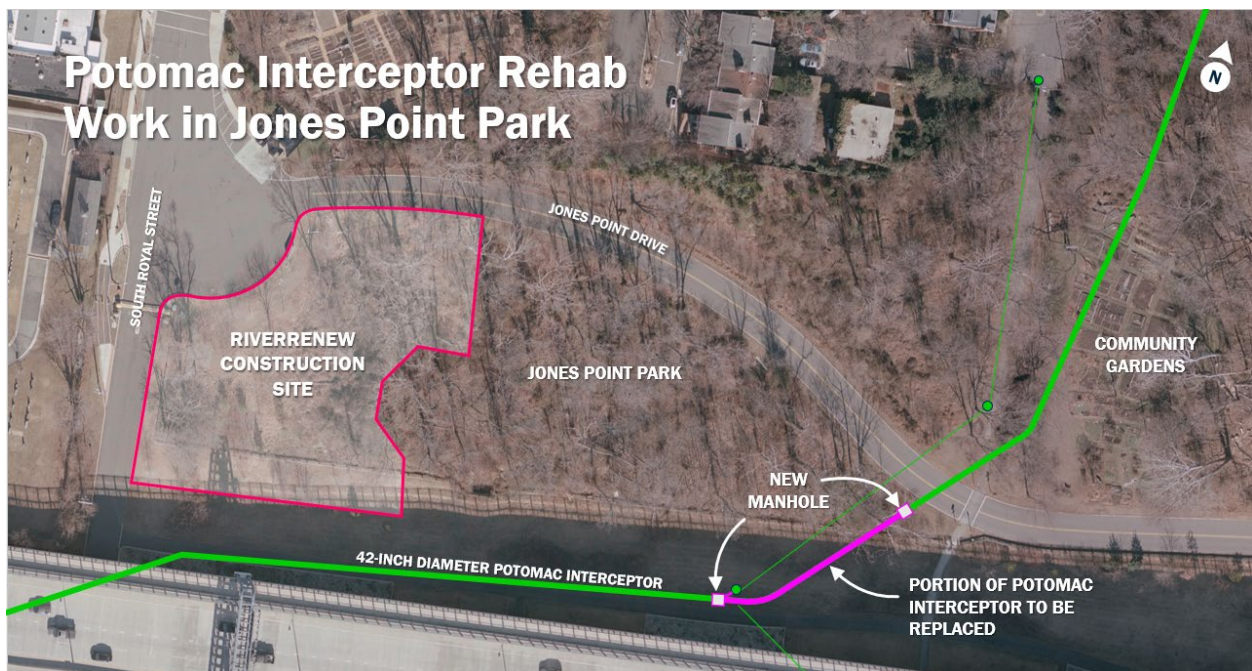 Potomac Interceptor Rehab
Work in Jones Point Park
N
SOUTH ROYAL STREET
JONES POINT DRIVE
RIVERRENEW
CONSTRUCTION
SITE
JONES POINT PARK
COMMUNITY
GARDENS
NEW
MANHOLE
42-INCH DIAMETER POTOMAC INTERCEPTOR
PORTION OF POTOMAC
INTERCEPTOR TO BE
REPLACED